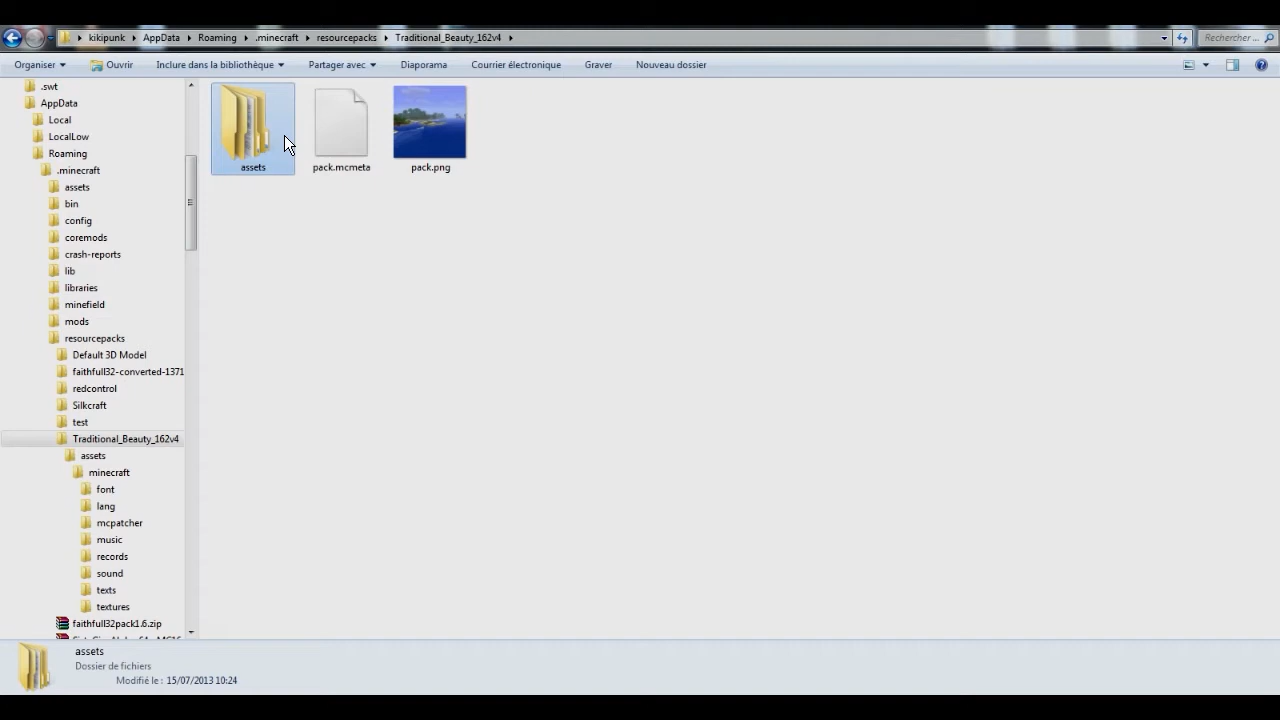 kikipunk AppData Roaming .minecraft resourcepacks Traditional_Beauty_162v4 Rechercher ...
Organiser Ouvrir Inclure dans la bibliothèque Partager avec Diaporama Courrier électronique Graver Nouveau dossier
.swt
AppData
Local
LocalLow
Roaming
.minecraft
assets
bin
config
coremods
crash-reports
lib
libraries
minefield
mods
resourcepacks
Default 3D Model
faithfull32-converted-1371
redcontrol
Silkcraft
test
Traditional_Beauty_162v4
assets
minecraft
font
lang
mcpatcher
music
records
sound
texts
textures
faithfull32pack1.6.zip
assets
pack.mcmeta
pack.png
assets
Dossier de fichiers
Modifié le : 15/07/2013 10:24